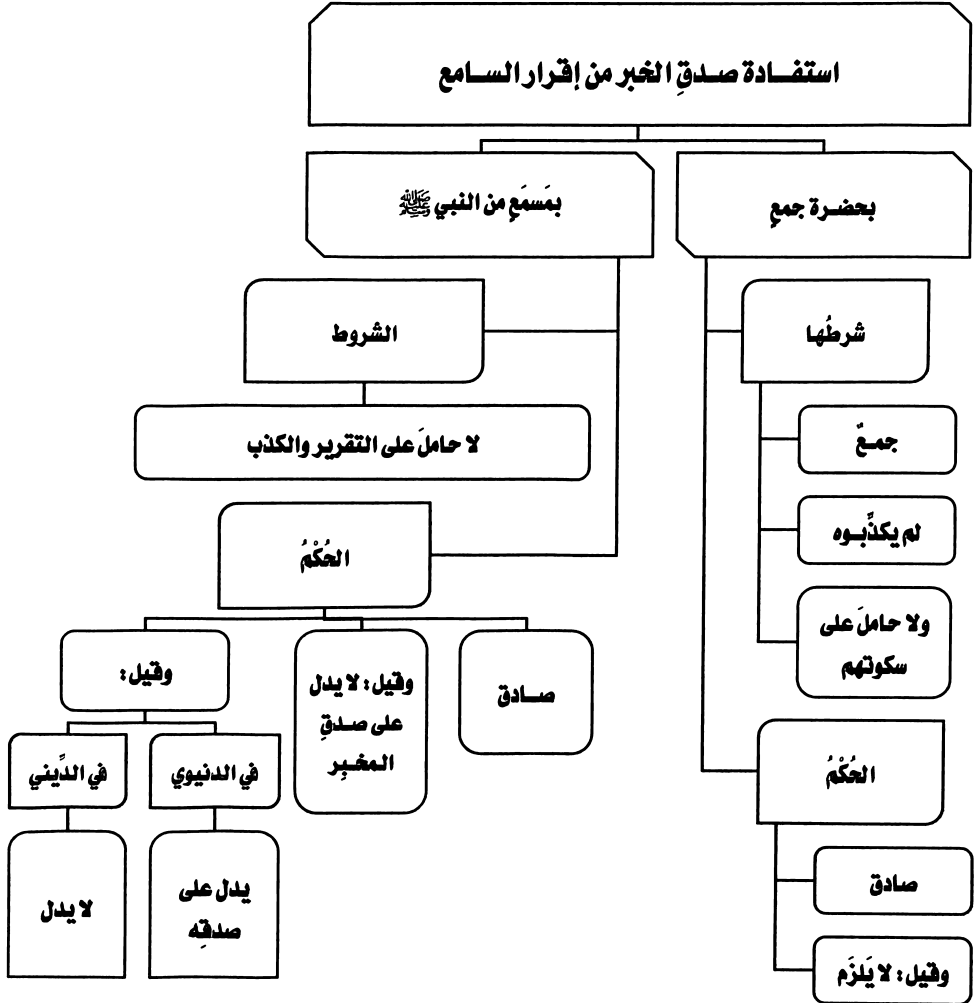 استفادة صدقِ الخبر من إقرار السامع
بحضرة جمعٍ
بمَسمَعٍ من النبي ﷺ
شرطُها
جمعٌ
لم يكذِّبوه
ولا حاملَ على
سكوتهم
الحُكْمُ
صادق
وقيل: لا يَلزَم
الشروط
لا حاملَ على التقرير والكذب
الحُكْمُ
صادق
وقيل: لا يدل
على صدقِ
المخبِر
وقيل:
في الدنيوي
يدل على
صدقِه
في الدِّيني
لا يدل